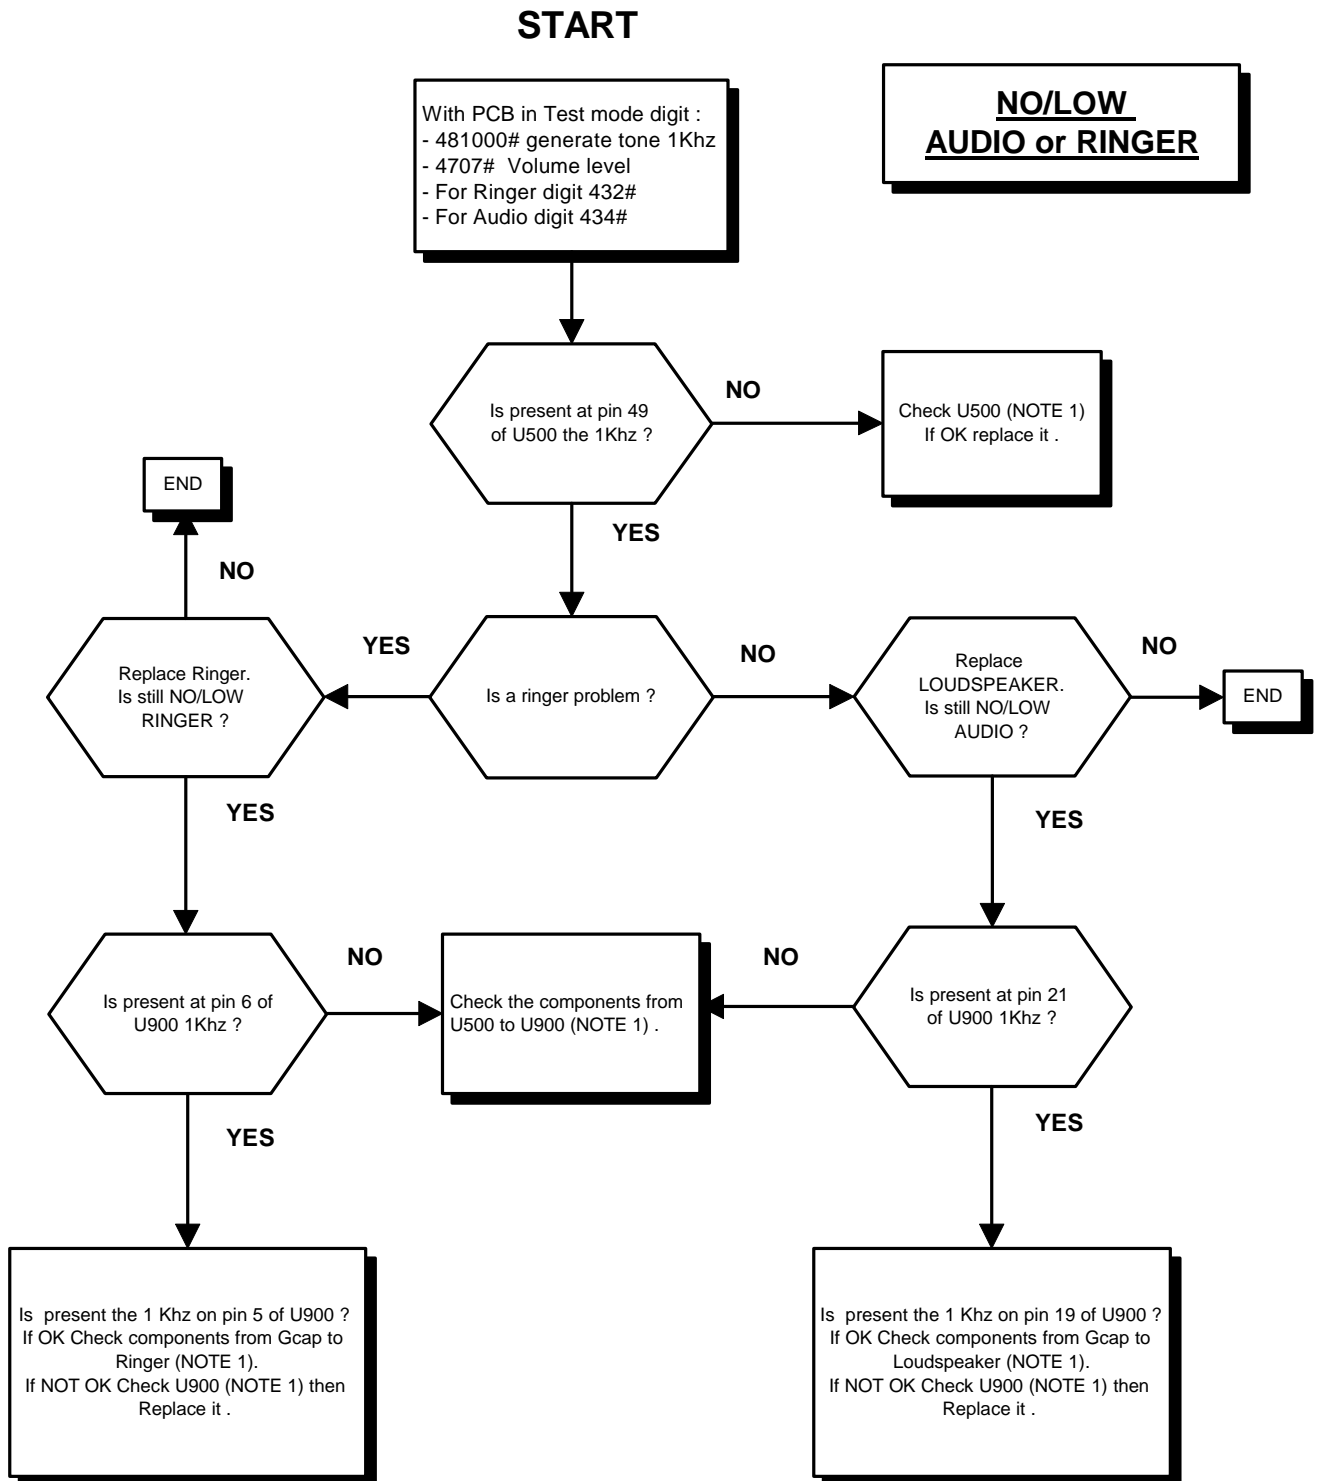 START
NO/LOW
AUDIO or RINGER
With PCB in Test mode digit :
- 481000# generate tone 1Khz
- 4707# Volume level
- For Ringer digit 432#
- For Audio digit 434#
Is present at pin 49
of U500 the 1Khz ?
NO
Check U500 (NOTE 1)
If OK replace it .
YES
END
NO
Replace Ringer.
Is still NO/LOW
RINGER ?
YES
Is a ringer problem ?
NO
Replace
LOUDSPEAKER.
Is still NO/LOW
AUDIO ?
NO
END
YES
YES
Is present at pin 6 of
U900 1Khz ?
NO
Check the components from
U500 to U900 (NOTE 1) .
NO
Is present at pin 21
of U900 1Khz ?
YES
YES
Is present the 1 Khz on pin 5 of U900 ?
If OK Check components from Gcap to
Ringer (NOTE 1).
If NOT OK Check U900 (NOTE 1) then
Replace it .
Is present the 1 Khz on pin 19 of U900 ?
If OK Check components from Gcap to
Loudspeaker (NOTE 1).
If NOT OK Check U900 (NOTE 1) then
Replace it .